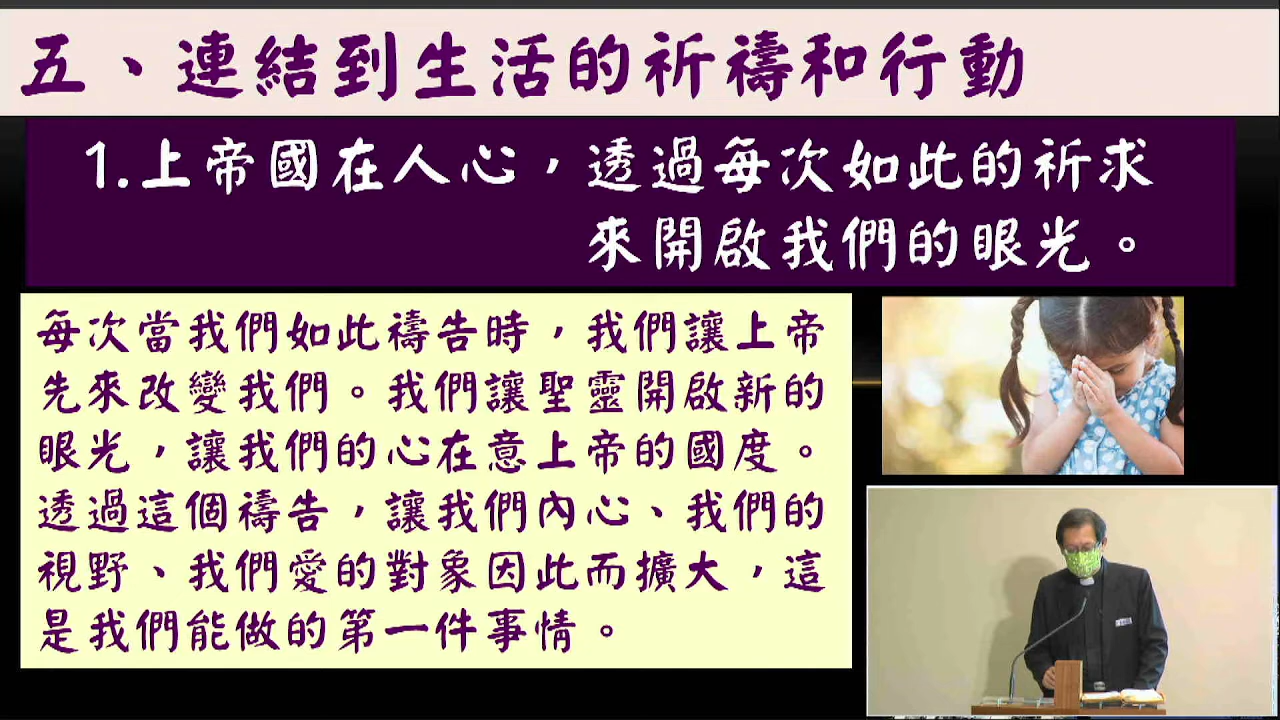 五、連結到生活的祈禱和行動
1.上帝國在人心，透過每次如此的祈求
來開啟我們的眼光。
每次當我們如此禱告時，我們讓上帝
先來改變我們。我們讓聖靈開啟新的
眼光，讓我們的心在意上帝的國度。
透過這個禱告，讓我們內心、我們的
視野、我們愛的對象因此而擴大，這
是我們能做的第一件事情。